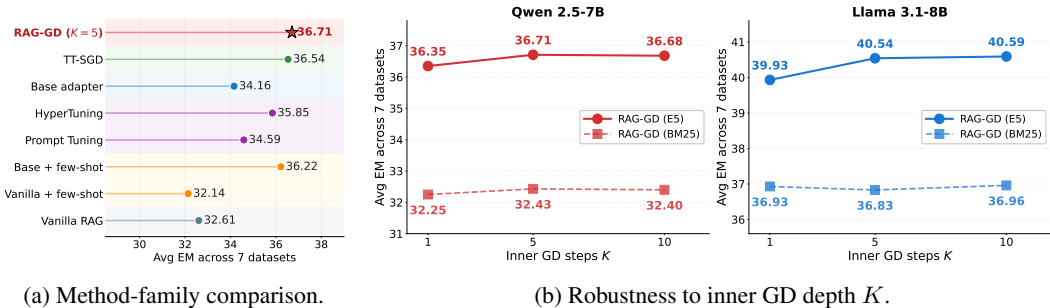 RAG-GD (K = 5)
36.71
TT-SGD
36.54
Base adapter
34.16
HyperTuning
35.85
Prompt Tuning
34.59
Base + few-shot
36.22
Vanilla + few-shot
32.14
Vanilla RAG
32.61
30 32 34 36 38
Avg EM across 7 datasets
(a) Method-family comparison.
Qwen 2.5-7B
Avg EM across 7 datasets
37
36
35
34
33
32
31
36.35
36.71
36.68
RAG-GD (E5)
RAG-GD (BM25)
32.25
32.43
32.40
1 5 10
Inner GD steps K
Llama 3.1-8B
Avg EM across 7 datasets
41
40
39
38
37
36
39.93
40.54
40.59
RAG-GD (E5)
RAG-GD (BM25)
36.93
36.83
36.96
1 5 10
Inner GD steps K
(b) Robustness to inner GD depth K.